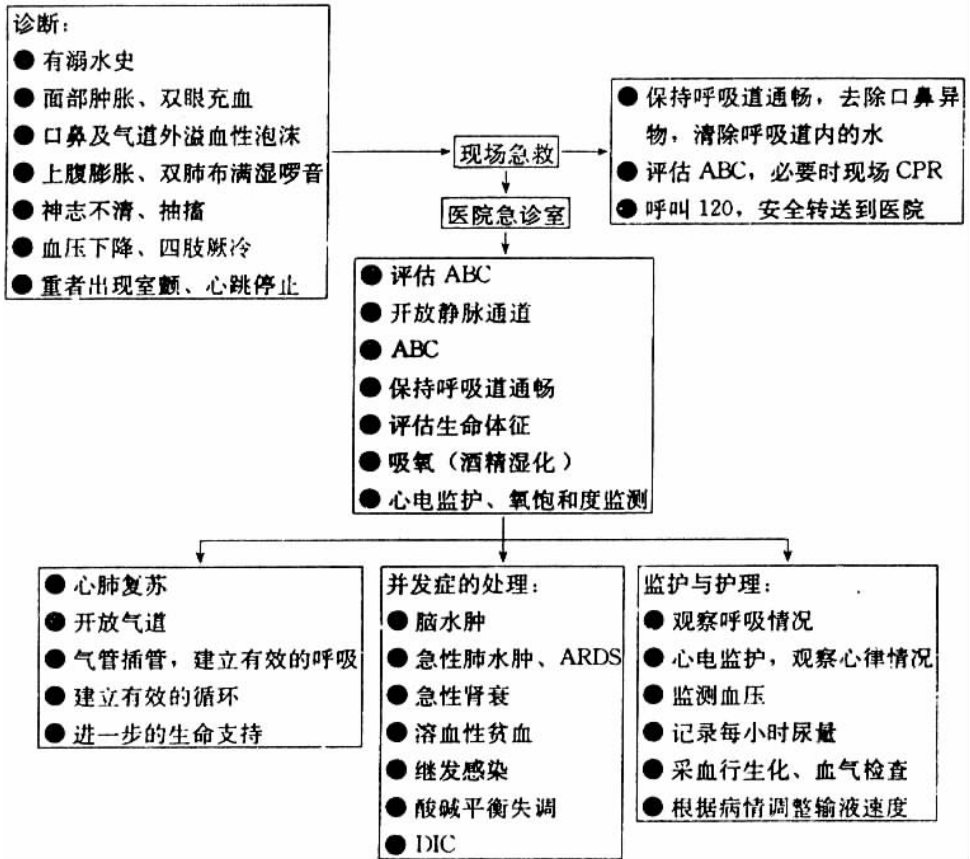 诊断：
● 有溺水史
● 面部肿胀、双眼充血
● 口鼻及气道外溢血性泡沫
● 上腹膨胀、双肺布满湿啰音
● 神志不清、抽搐
● 血压下降、四肢厥冷
● 重者出现室颤、心跳停止
现场急救
● 保持呼吸道通畅，去除口鼻异
物，清除呼吸道内的水
● 评估 ABC，必要时现场 CPR
● 呼叫 120，安全转送到医院
医院急诊室
● 评估 ABC
● 开放静脉通道
● ABC
● 保持呼吸道通畅
● 评估生命体征
● 吸氧（酒精湿化）
● 心电监护、氧饱和度监测
● 心肺复苏
● 开放气道
● 气管插管，建立有效的呼吸
● 建立有效的循环
● 进一步的生命支持
并发症的处理：
● 脑水肿
● 急性肺水肿、ARDS
● 急性肾衰
● 溶血性贫血
● 继发感染
● 酸碱平衡失调
● DIC
监护与护理：
● 观察呼吸情况
● 心电监护，观察心律情况
● 监测血压
● 记录每小时尿量
● 采血行生化、血气检查
● 根据病情调整输液速度